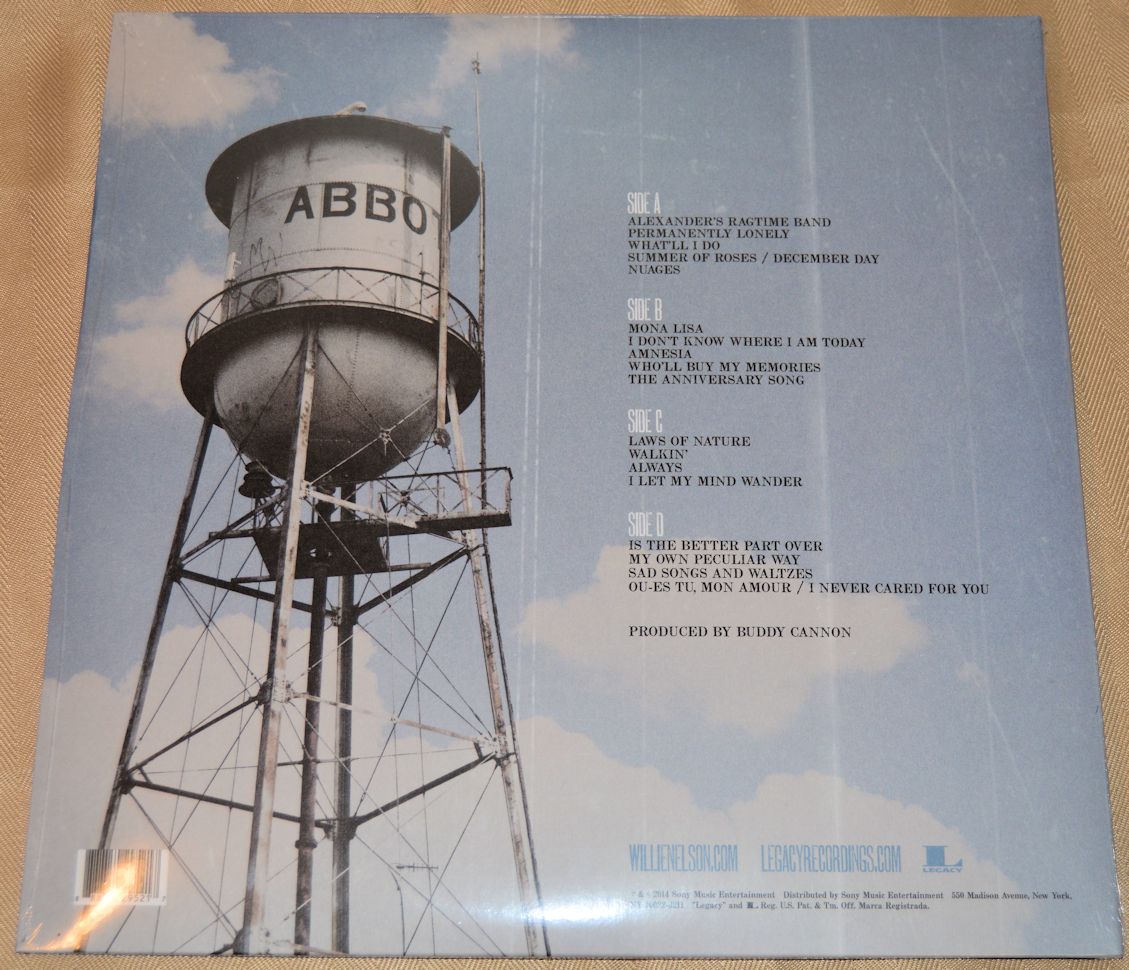 ABBOT
SIDE A
ALEXANDER'S RAGTIME BAND
PERMANENTLY LONELY
WHAT'LL I DO
SUMMER OF ROSES / DECEMBER DAY
NUAGES
SIDE B
MONA LISA
I DON'T KNOW WHERE I AM TODAY
AMNESIA
WHO'LL BUY MY MEMORIES
THE ANNIVERSARY SONG
SIDE C
LAWS OF NATURE
WALKIN'
ALWAYS
I LET MY MIND WANDER
SIDE D
IS THE BETTER PART OVER
MY OWN PECULIAR WAY
SAD SONGS AND WALTZES
OU-ES TU, MON AMOUR / I NEVER CARED FOR YOU
PRODUCED BY BUDDY CANNON
WILLIENELSON.COM LEGACYRECORDINGS.COM L
LEGACY
& 2014 Sony Music Entertainment Distributed by Sony Music Entertainment 550 Madison Avenue, New York,
NY "Legacy" and L Reg. U.S. Pat. & Tm. Off. Marca Registrada.